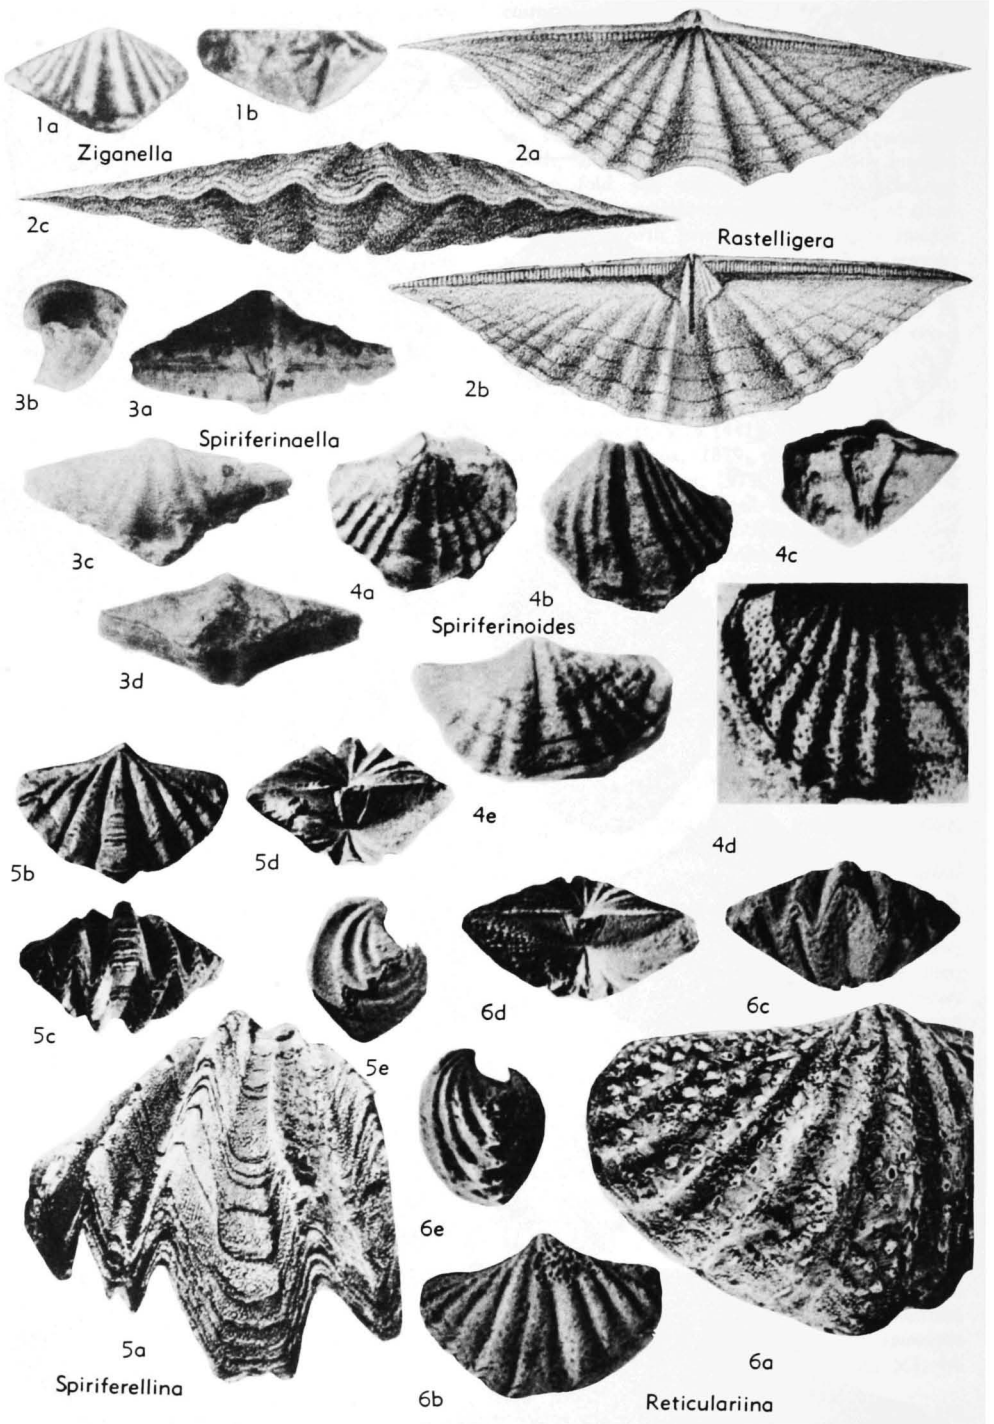 1a
1b
Ziganella
2a
2c
Rastelligera
3b
3a
2b
Spiriferinaella
3c
4a
4b
4c
Spiriferinoides
3d
4e
4d
5b
5d
5c
5e
6d
6c
6e
5a
Spiriferellina
6b
6a
Reticulariina